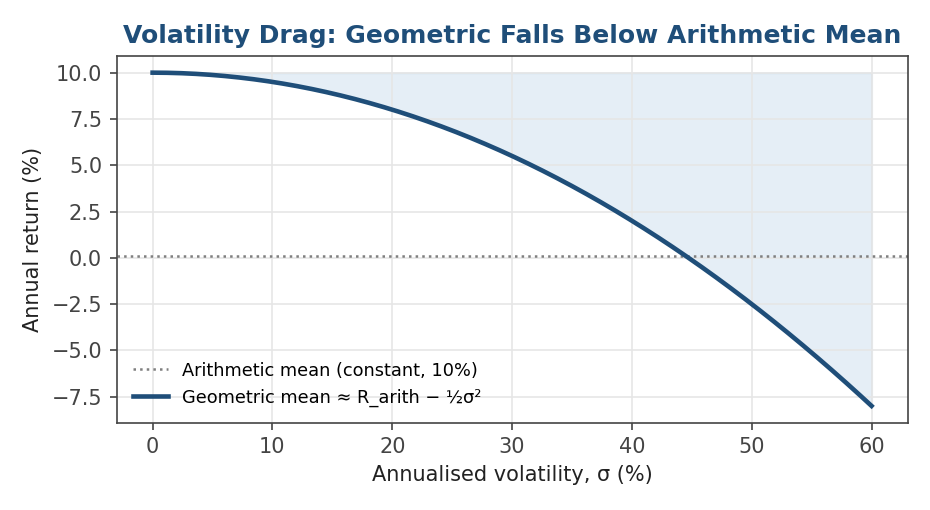 Volatility Drag: Geometric Falls Below Arithmetic Mean
Annual return (%)
10.0
7.5
5.0
2.5
0.0
−2.5
−5.0
−7.5
Arithmetic mean (constant, 10%)
Geometric mean ≈ R_arith − ½σ²
0 10 20 30 40 50 60
Annualised volatility, σ (%)